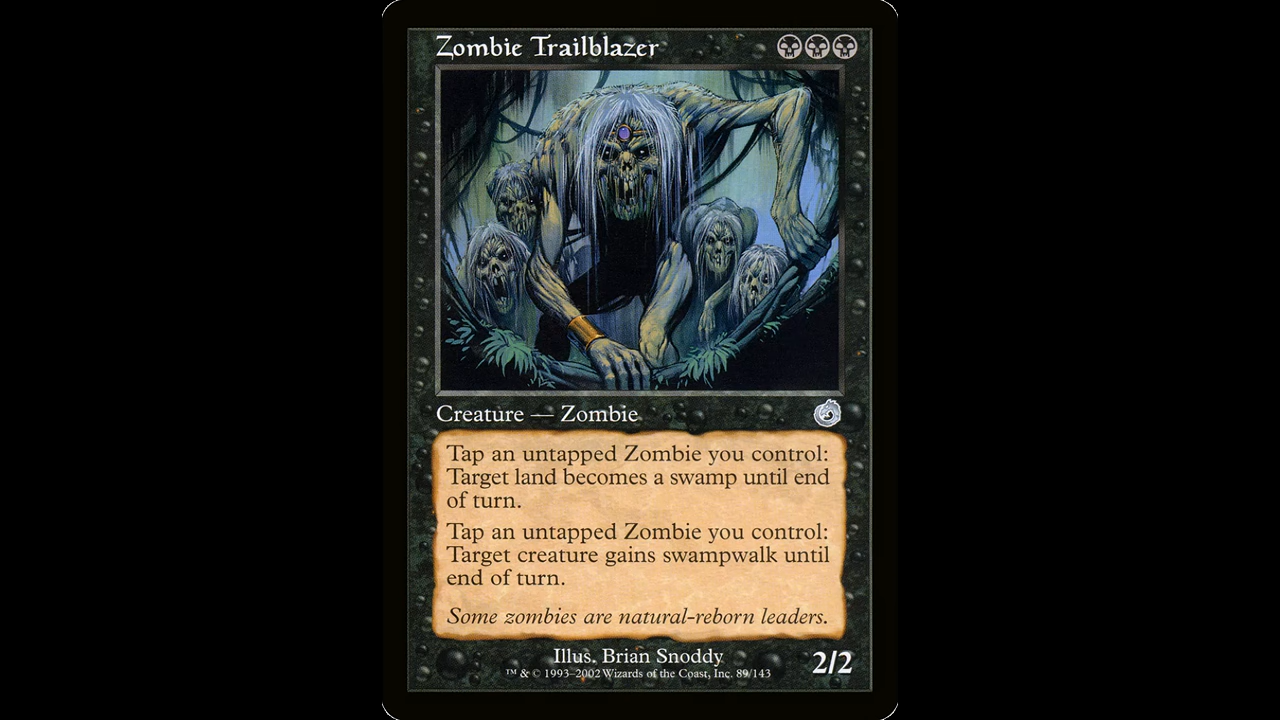 Zombie Trailblazer
Creature — Zombie
Tap an untapped Zombie you control:
Target land becomes a swamp until end
of turn.
Tap an untapped Zombie you control:
Target creature gains swampwalk until
end of turn.
Some zombies are natural-reborn leaders.
Illus. Brian Snoddy
2/2
™ & © 1993–2002 Wizards of the Coast, Inc. 89/143